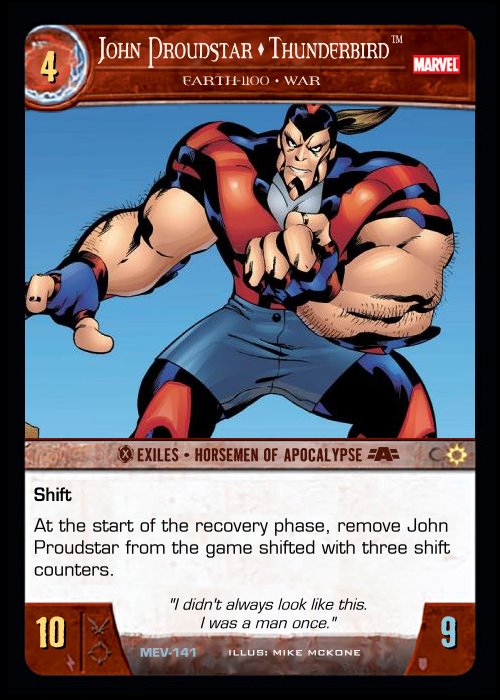 4
John Proudstar ♦ Thunderbird™
MARVEL
EARTH-1100 • WAR
EXILES • HORSEMEN OF APOCALYPSE
C
Shift
At the start of the recovery phase, remove John
Proudstar from the game shifted with three shift
counters.
"I didn't always look like this.
I was a man once."
10
MEV-141 ILLUS: MIKE MCKONE
9